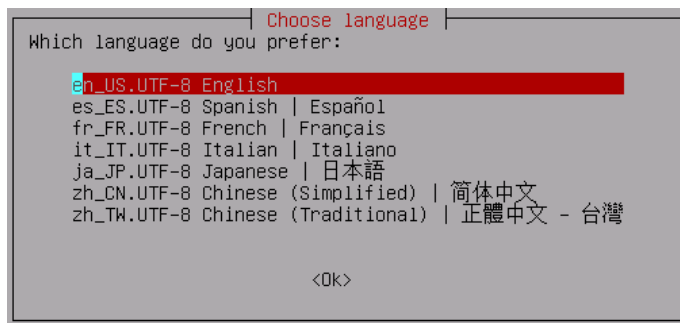 Choose language
Which language do you prefer:
en_US.UTF-8 English
es_ES.UTF-8 Spanish | Español
fr_FR.UTF-8 French | Français
it_IT.UTF-8 Italian | Italiano
ja_JP.UTF-8 Japanese | 日本語
zh_CN.UTF-8 Chinese (Simplified) | 简体中文
zh_TW.UTF-8 Chinese (Traditional) | 正體中文 - 台灣
<Ok>